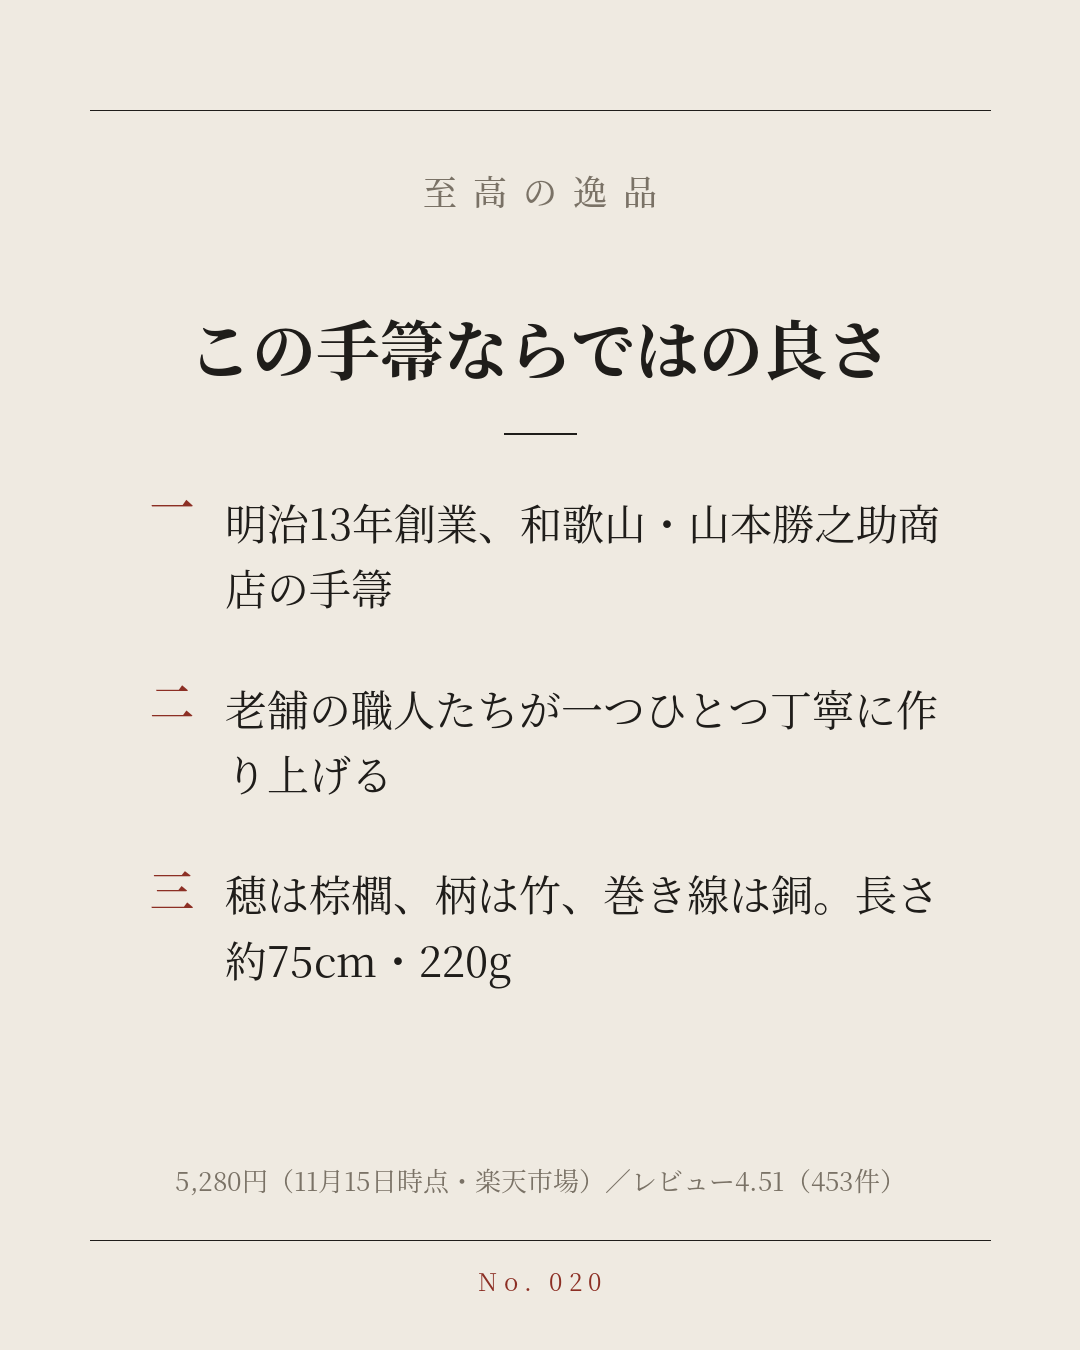 至高の逸品
この手箒ならではの良さ
一 明治13年創業、和歌山・山本勝之助商
店の手箒
二 老舗の職人たちが一つひとつ丁寧に作
り上げる
三 穂は棕櫚、柄は竹、巻き線は銅。長さ
約75cm・220g
5,280円（11月15日時点・楽天市場）／レビュー4.51（453件）
No. 020